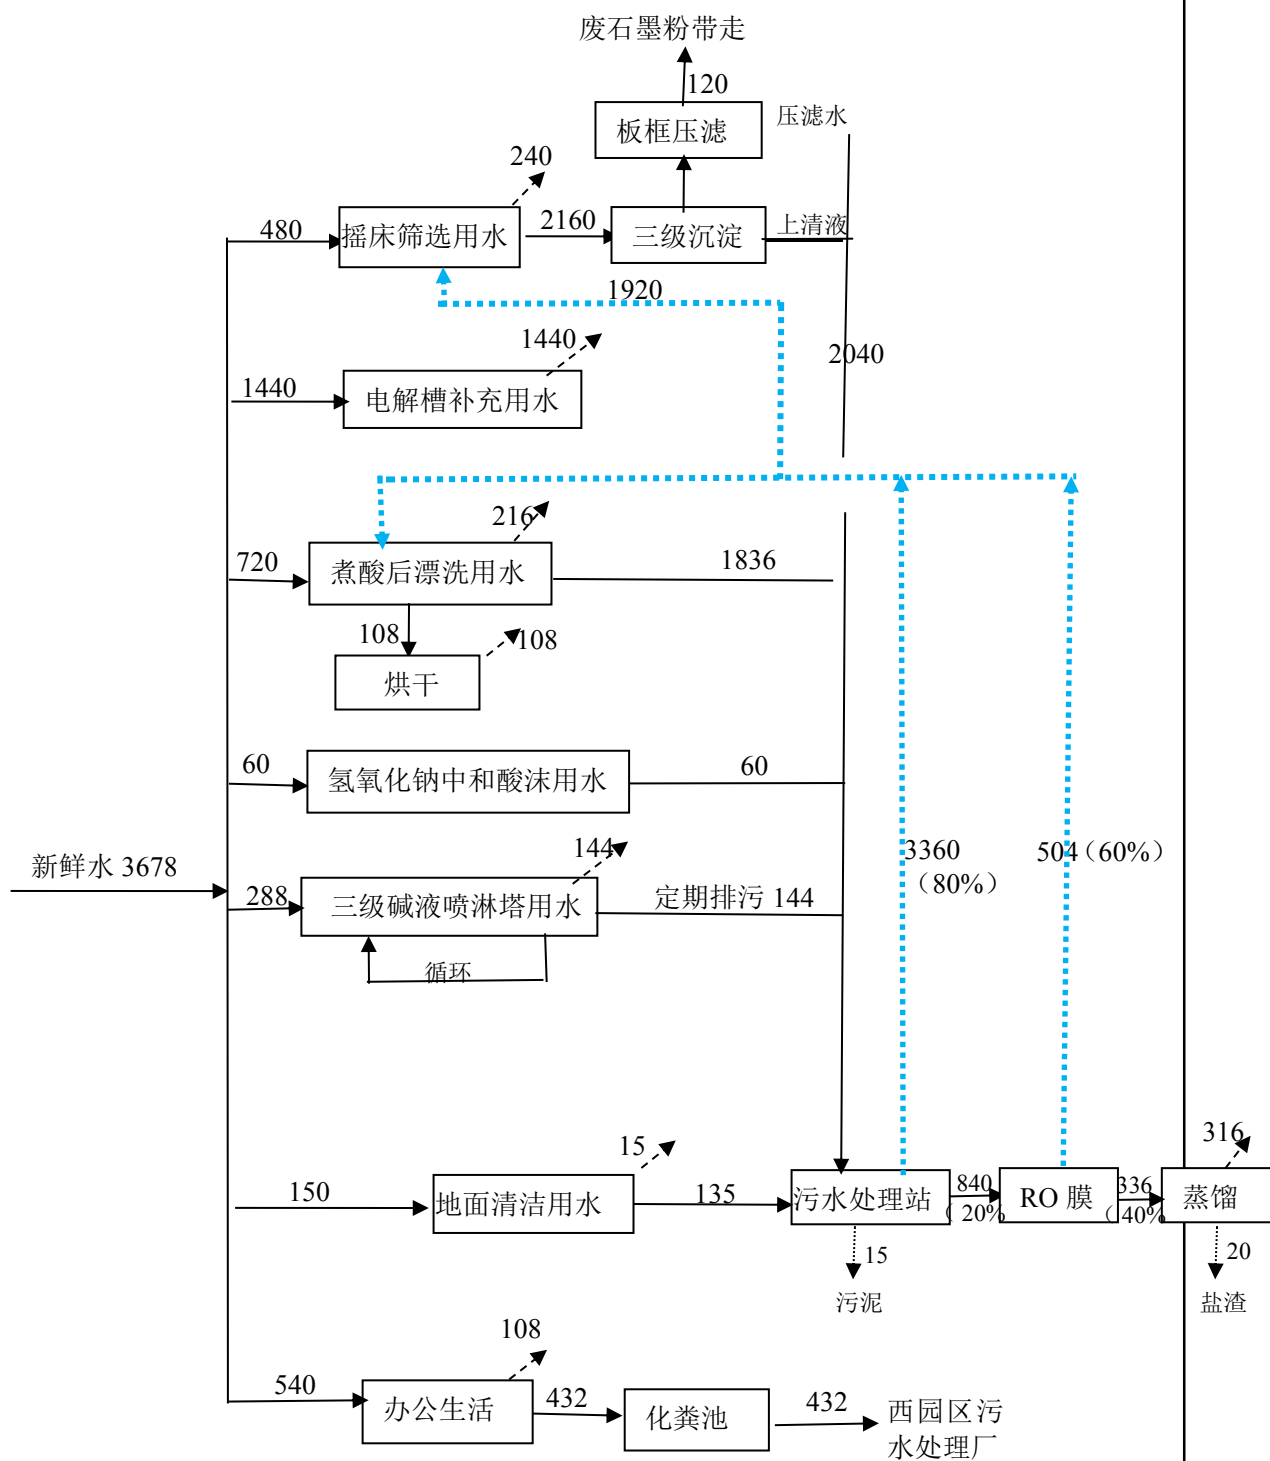 废石墨粉带走
120
板框压滤
压滤水
240
480
摇床筛选用水
2160
三级沉淀
上清液
1920
1440
2040
1440
电解槽补充用水
216
720
煮酸后漂洗用水
1836
108
108
烘干
60
氢氧化钠中和酸沫用水
60
新鲜水 3678
144
3360
（80%）
504（60%）
288
三级碱液喷淋塔用水
定期排污 144
循环
15
316
150
地面清洁用水
135
污水处理站
840
（ 20%
RO 膜
336
（ 40%
蒸馏
15
20
污泥
盐渣
108
540
办公生活
432
化粪池
432
西园区污
水处理厂